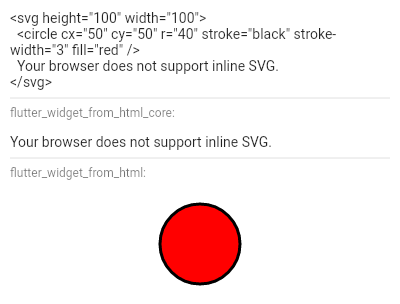 <svg height="100" width="100">
  <circle cx="50" cy="50" r="40" stroke="black" stroke-
width="3" fill="red" />
  Your browser does not support inline SVG.
</svg>
flutter_widget_from_html_core:
Your browser does not support inline SVG.
flutter_widget_from_html: